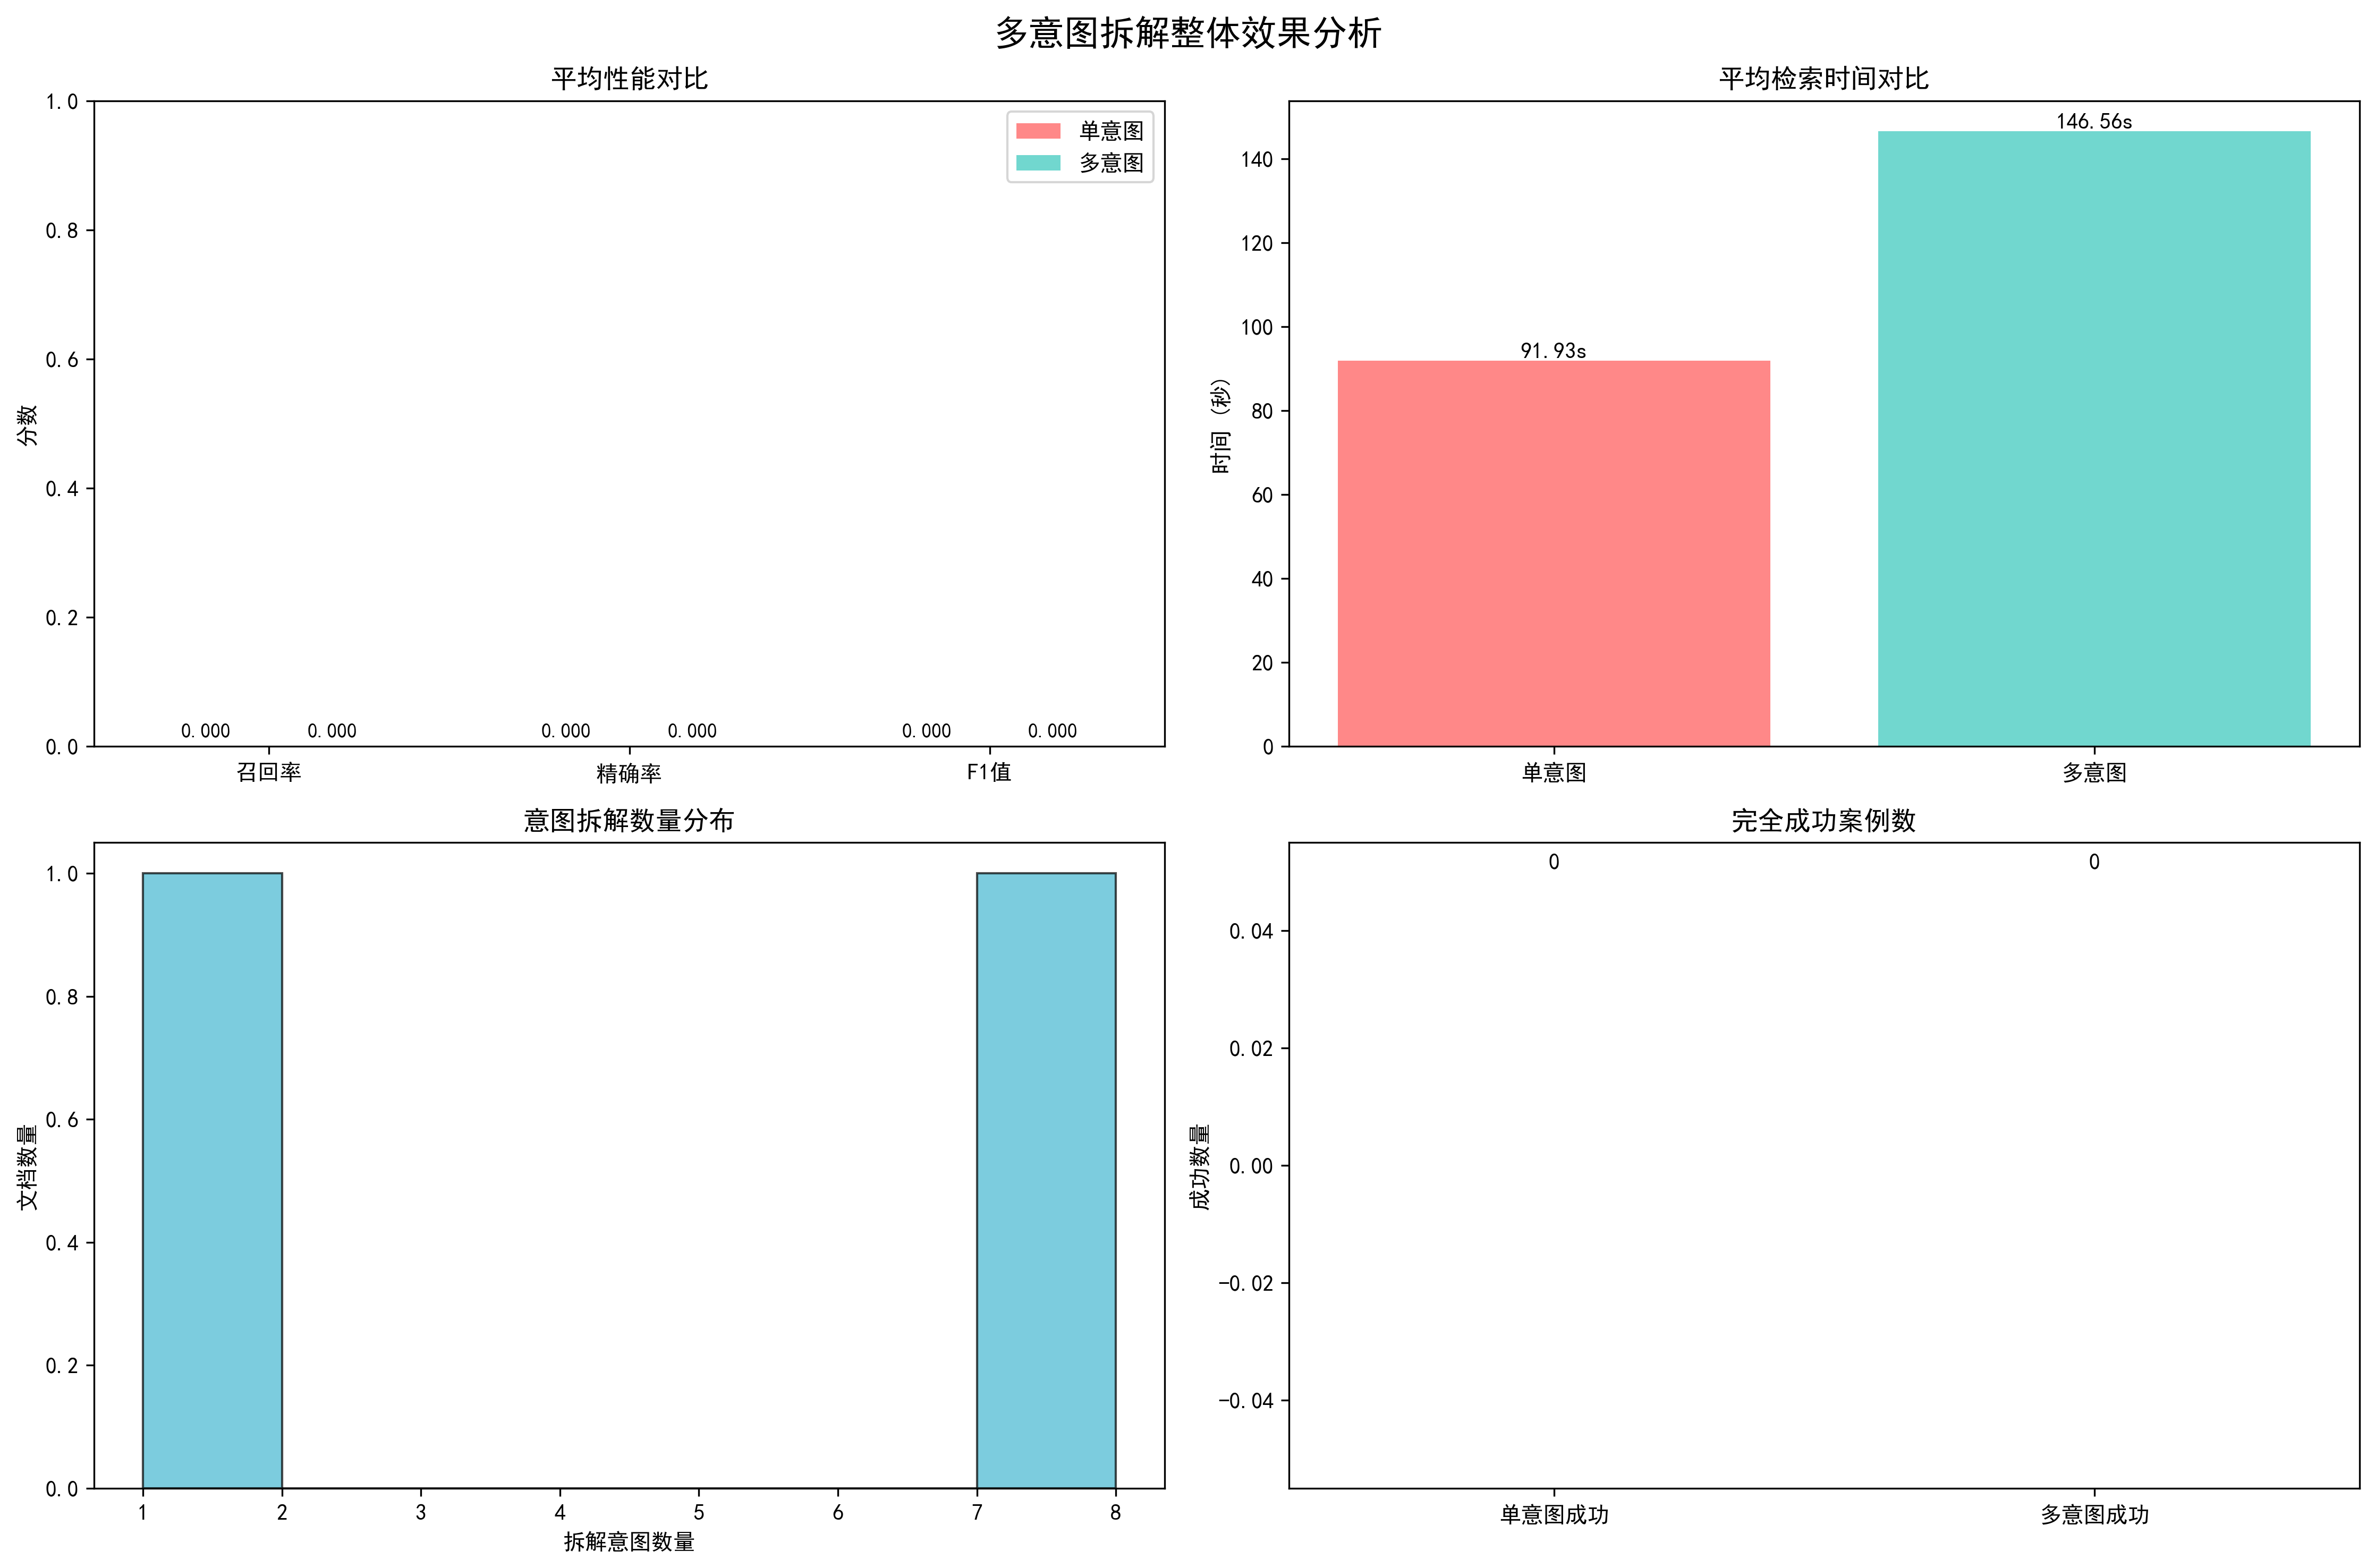 多意图拆解整体效果分析
平均性能对比
1.0
0.8
0.6
0.4
0.2
0.0
分数
单意图
多意图
0.000
0.000
0.000
0.000
0.000
0.000
召回率
精确率
F1值
平均检索时间对比
140
120
100
80
60
40
20
0
时间 (秒)
91.93s
146.56s
单意图
多意图
意图拆解数量分布
1.0
0.8
0.6
0.4
0.2
0.0
文档数量
1
2
3
4
5
6
7
8
拆解意图数量
完全成功案例数
0.04
0.02
0.00
-0.02
-0.04
成功数量
0
0
单意图成功
多意图成功